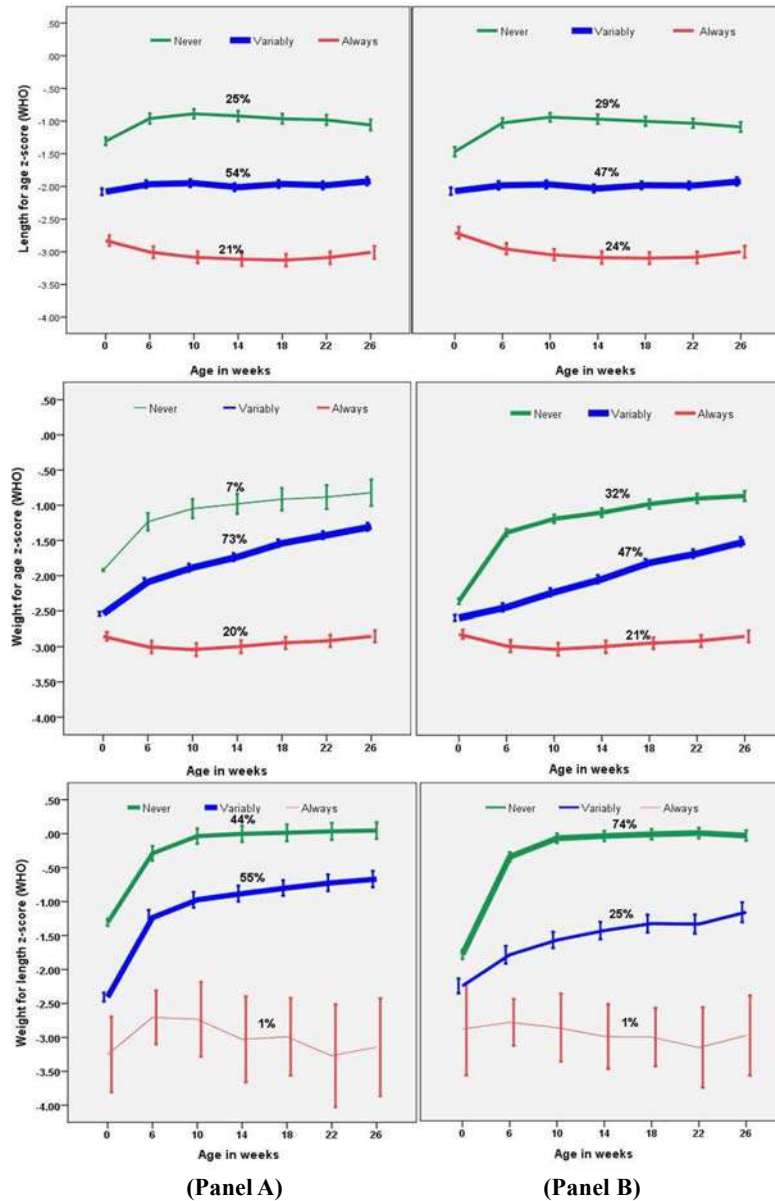 Never Variably Always
Never Variably Always
Length for age z-score (WHO)
.50
.00
-.50
-1.00
-1.50
-2.00
-2.50
-3.00
-3.50
-4.00
25%
54%
21%
29%
47%
24%
0 6 10 14 18 22 26
0 6 10 14 18 22 26
Age in weeks
Age in weeks
Never Variably Always
Never Variably Always
Weight for age z-score (WHO)
.50
.00
-.50
-1.00
-1.50
-2.00
-2.50
-3.00
-3.50
-4.00
7%
73%
20%
32%
47%
21%
0 6 10 14 18 22 26
0 6 10 14 18 22 26
Age in weeks
Age in weeks
Never Variably Always
Never Variably Always
Weight for length z-score (WHO)
.50
.00
-.50
-1.00
-1.50
-2.00
-2.50
-3.00
-3.50
-4.00
44%
55%
1%
74%
25%
1%
0 6 10 14 18 22 26
0 6 10 14 18 22 26
Age in weeks
Age in weeks
(Panel A)
(Panel B)